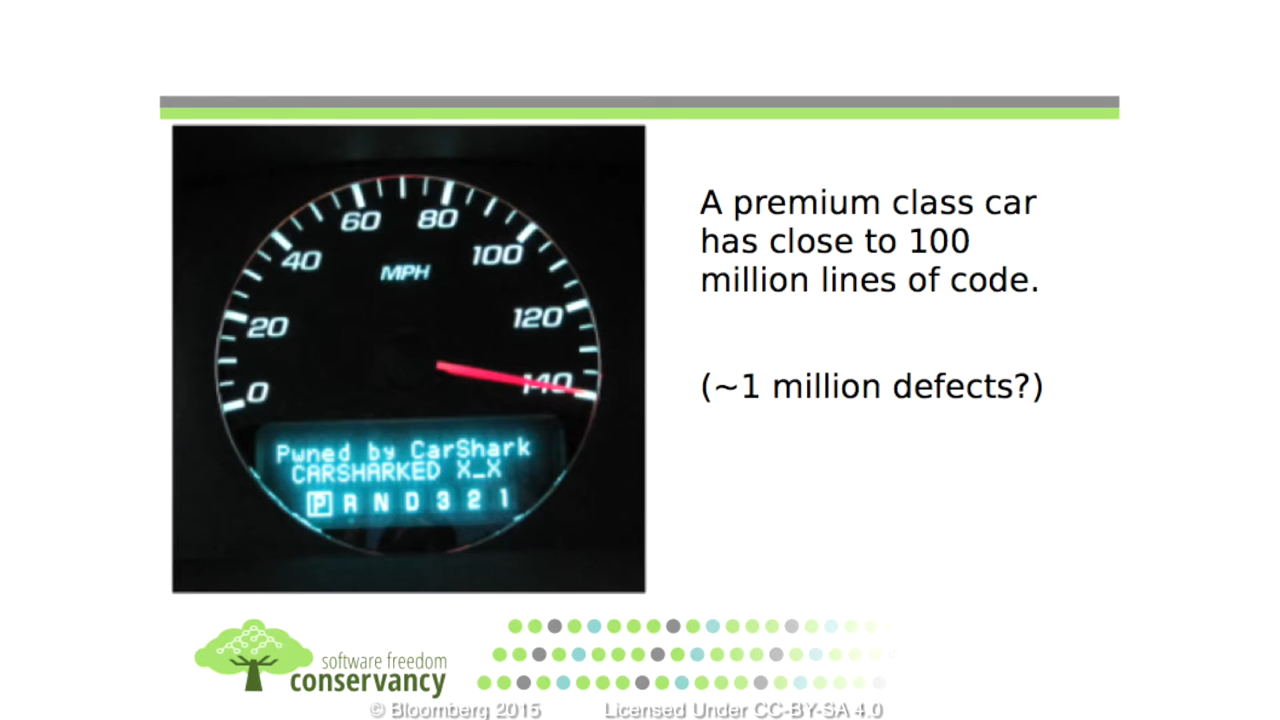 60 80
40 100
MPH
20 120
0 140
Pwned by CarShark
CARSHARKED X_X
P R N D 3 2 1
A premium class car
has close to 100
million lines of code.
(~1 million defects?)
software freedom
conservancy
© Bloomberg 2015 Licensed Under CC-BY-SA 4.0